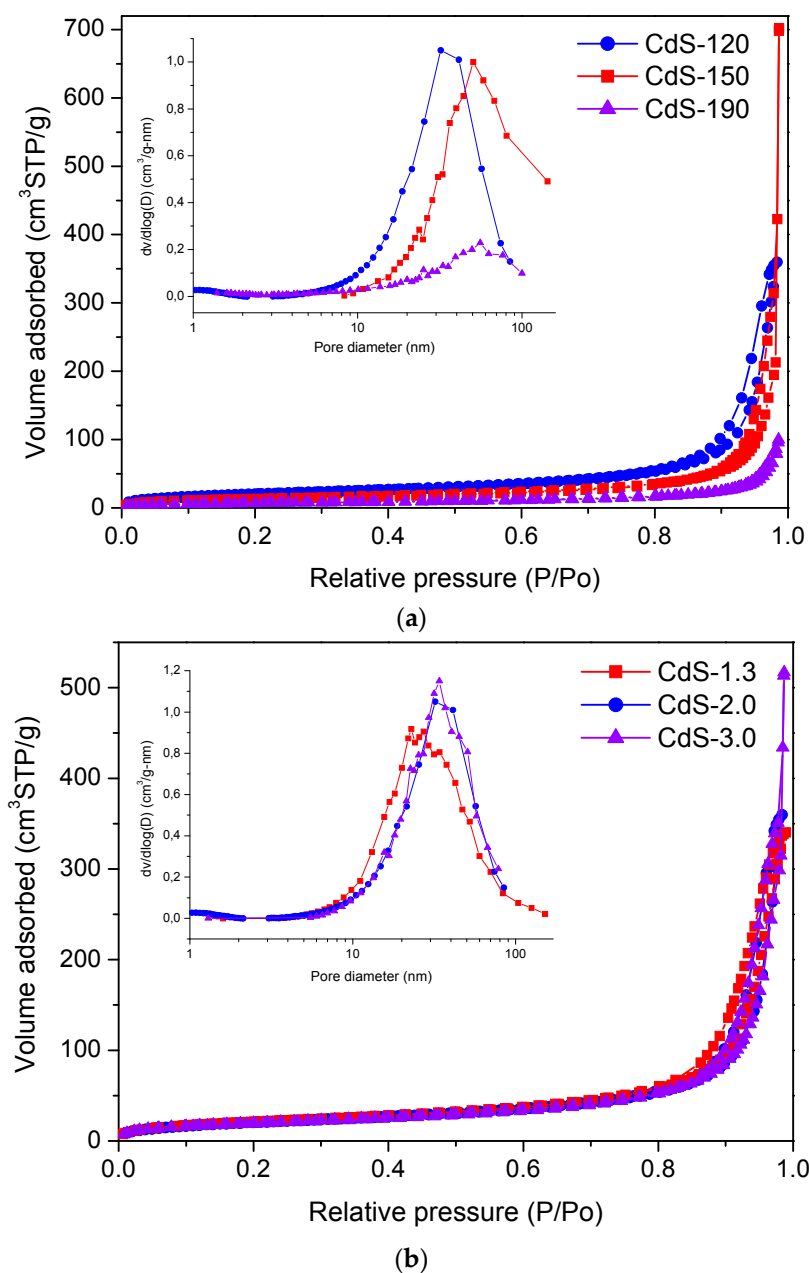 700
600
500
400
300
200
100
0
Volume adsorbed (cm³STP/g)
0.0 0.2 0.4 0.6 0.8 1.0
Relative pressure (P/Po)
CdS-120
CdS-150
CdS-190
1,0
0,8
0,6
0,4
0,2
0,0
dv/dlog(D) (cm³/g-nm)
1 10 100
Pore diameter (nm)
(a)
500
400
300
200
100
0
Volume adsorbed (cm³STP/g)
0.0 0.2 0.4 0.6 0.8 1.0
Relative pressure (P/Po)
CdS-1.3
CdS-2.0
CdS-3.0
1,2
1,0
0,8
0,6
0,4
0,2
0,0
dv/dlog(D) (cm³/g-nm)
1 10 100
Pore diameter (nm)
(b)